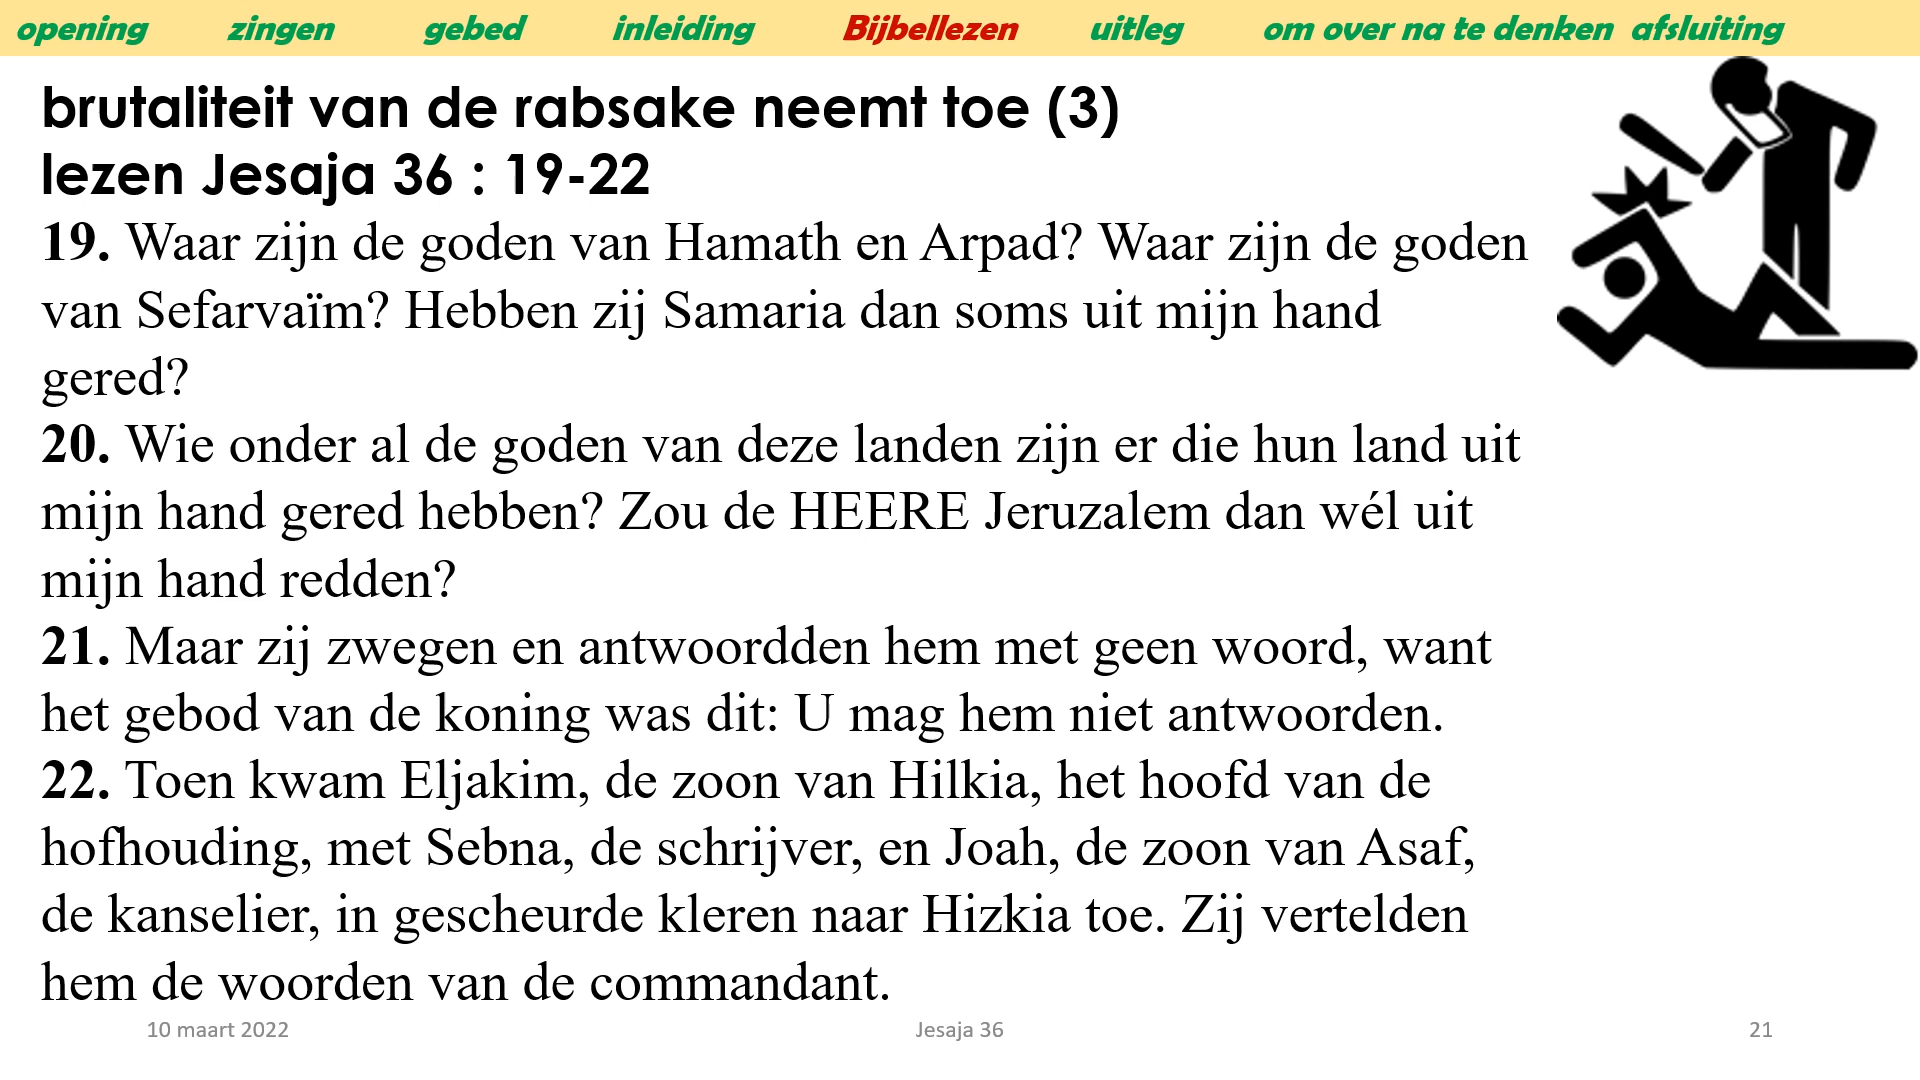 opening zingen gebed inleiding Bijbellezen uitleg om over na te denken afsluiting
brutaliteit van de rabsake neemt toe (3)
lezen Jesaja 36 : 19-22
19. Waar zijn de goden van Hamath en Arpad? Waar zijn de goden
van Sefarvaïm? Hebben zij Samaria dan soms uit mijn hand
gered?
20. Wie onder al de goden van deze landen zijn er die hun land uit
mijn hand gered hebben? Zou de HEERE Jeruzalem dan wél uit
mijn hand redden?
21. Maar zij zwegen en antwoordden hem met geen woord, want
het gebod van de koning was dit: U mag hem niet antwoorden.
22. Toen kwam Eljakim, de zoon van Hilkia, het hoofd van de
hofhouding, met Sebna, de schrijver, en Joah, de zoon van Asaf,
de kanselier, in gescheurde kleren naar Hizkia toe. Zij vertelden
hem de woorden van de commandant.
10 maart 2022 Jesaja 36 21